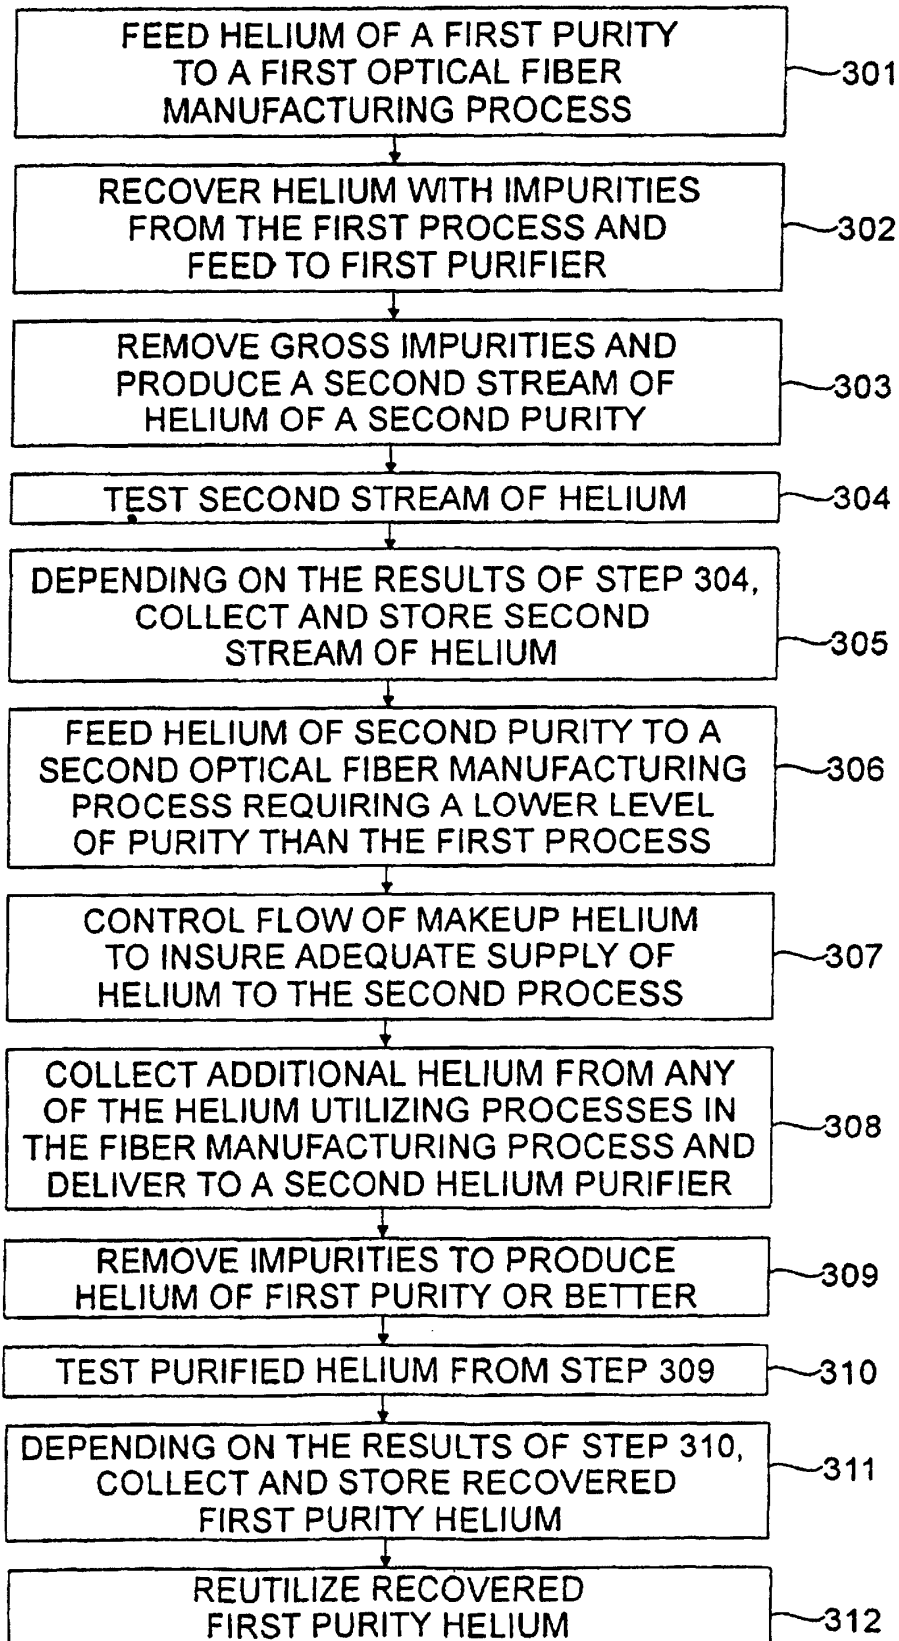 FEED HELIUM OF A FIRST PURITY
TO A FIRST OPTICAL FIBER
MANUFACTURING PROCESS
301
RECOVER HELIUM WITH IMPURITIES
FROM THE FIRST PROCESS AND
FEED TO FIRST PURIFIER
302
REMOVE GROSS IMPURITIES AND
PRODUCE A SECOND STREAM OF
HELIUM OF A SECOND PURITY
303
TEST SECOND STREAM OF HELIUM
304
DEPENDING ON THE RESULTS OF STEP 304,
COLLECT AND STORE SECOND
STREAM OF HELIUM
305
FEED HELIUM OF SECOND PURITY TO A
SECOND OPTICAL FIBER MANUFACTURING
PROCESS REQUIRING A LOWER LEVEL
OF PURITY THAN THE FIRST PROCESS
306
CONTROL FLOW OF MAKEUP HELIUM
TO INSURE ADEQUATE SUPPLY OF
HELIUM TO THE SECOND PROCESS
307
COLLECT ADDITIONAL HELIUM FROM ANY
OF THE HELIUM UTILIZING PROCESSES IN
THE FIBER MANUFACTURING PROCESS AND
DELIVER TO A SECOND HELIUM PURIFIER
308
REMOVE IMPURITIES TO PRODUCE
HELIUM OF FIRST PURITY OR BETTER
309
TEST PURIFIED HELIUM FROM STEP 309
310
DEPENDING ON THE RESULTS OF STEP 310,
COLLECT AND STORE RECOVERED
FIRST PURITY HELIUM
311
REUTILIZE RECOVERED
FIRST PURITY HELIUM
312